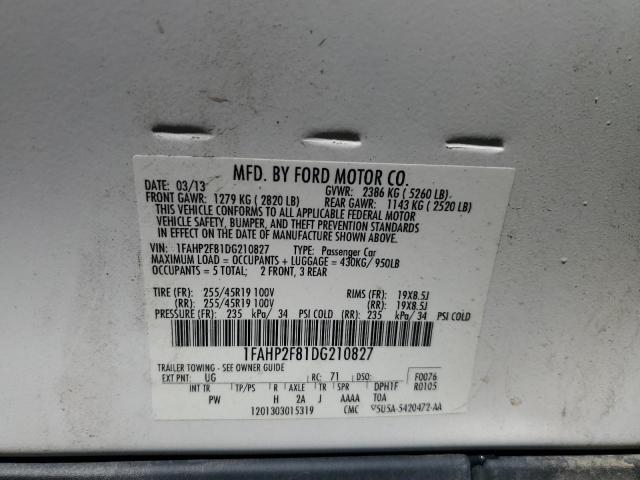 MFD. BY FORD MOTOR CO.
DATE: 03/13 GVWR: 2386 KG ( 5260 LB)
FRONT GAWR: 1279 KG ( 2820 LB) REAR GAWR: 1143 KG ( 2520 LB)
THIS VEHICLE CONFORMS TO ALL APPLICABLE FEDERAL MOTOR
VEHICLE SAFETY, BUMPER, AND THEFT PREVENTION STANDARDS
IN EFFECT ON THE DATE OF MANUFACTURE SHOWN ABOVE.
VIN: 1FAHP2F81DG210827 TYPE: Passenger Car
MAXIMUM LOAD = OCCUPANTS + LUGGAGE = 430KG/ 950LB
OCCUPANTS = 5 TOTAL; 2 FRONT, 3 REAR
TIRE (FR): 255/45R19 100V RIMS (FR): 19X8.5J
(RR): 255/45R19 100V (RR): 19X8.5J
PRESSURE (FR): 235 kPa/ 34 PSI COLD (RR): 235 kPa/ 34 PSI COLD
1FAHP2F81DG210827
TRAILER TOWING - SEE OWNER GUIDE
EXT PNT: UG RC: 71 DSO: F0076
INT TR TP/PS R AXLE TR SPR DPH1F R0105
PW H 2A J AAAA T0A
1201303015319 CMC 5U5A-5420472-AA